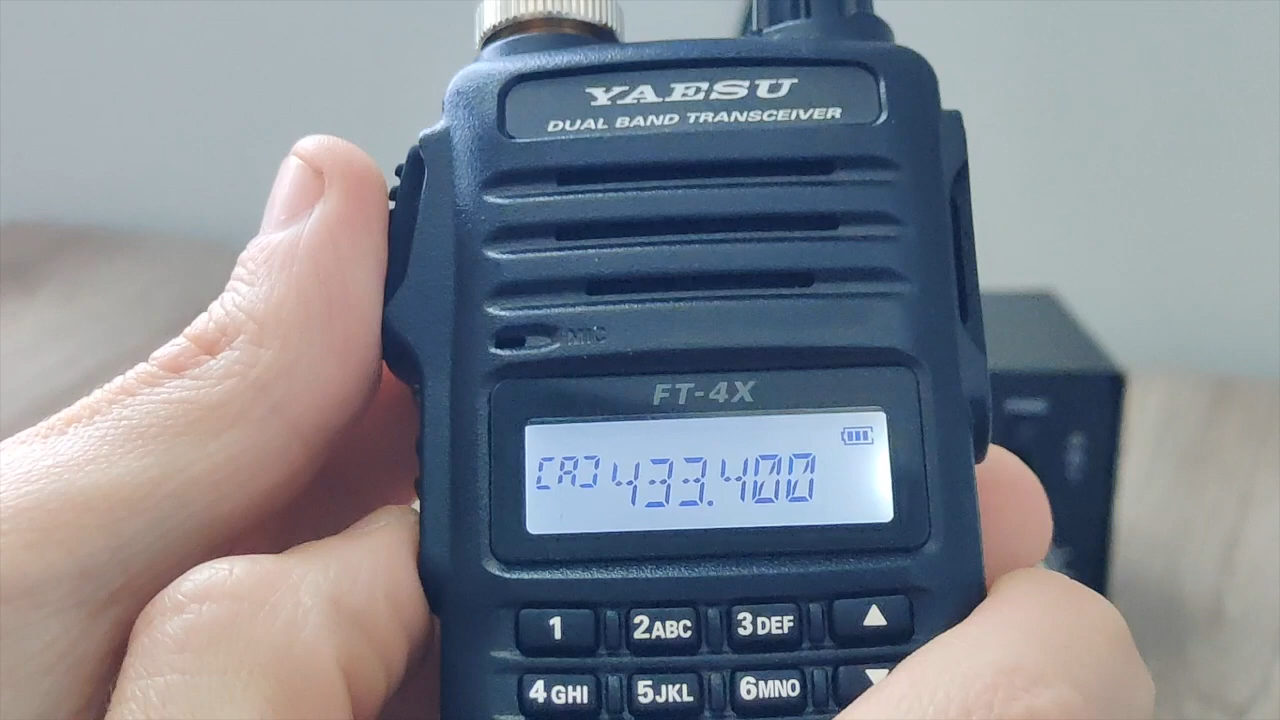 YAESU
DUAL BAND TRANSCEIVER
MIC
FT-4X
[A] 433.400
1 2ABC 3DEF ▲
4GHI 5JKL 6MNO ▼